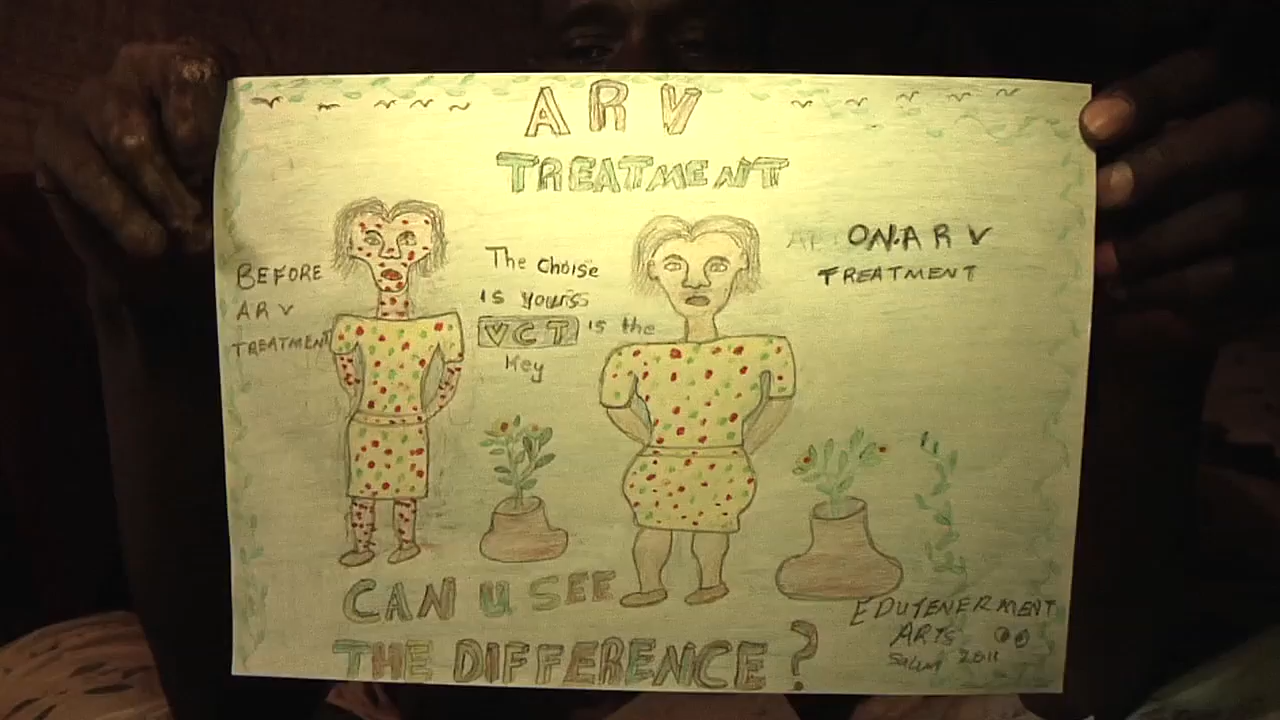 ARV
TREATMENT
BEFORE
ARV
TREATMENT
The choise
is yourss
VCT is the
key
ON.ARV
TREATMENT
CAN U SEE
THE DIFFERENCE?
EDUTENERMENT
ARTS
2011